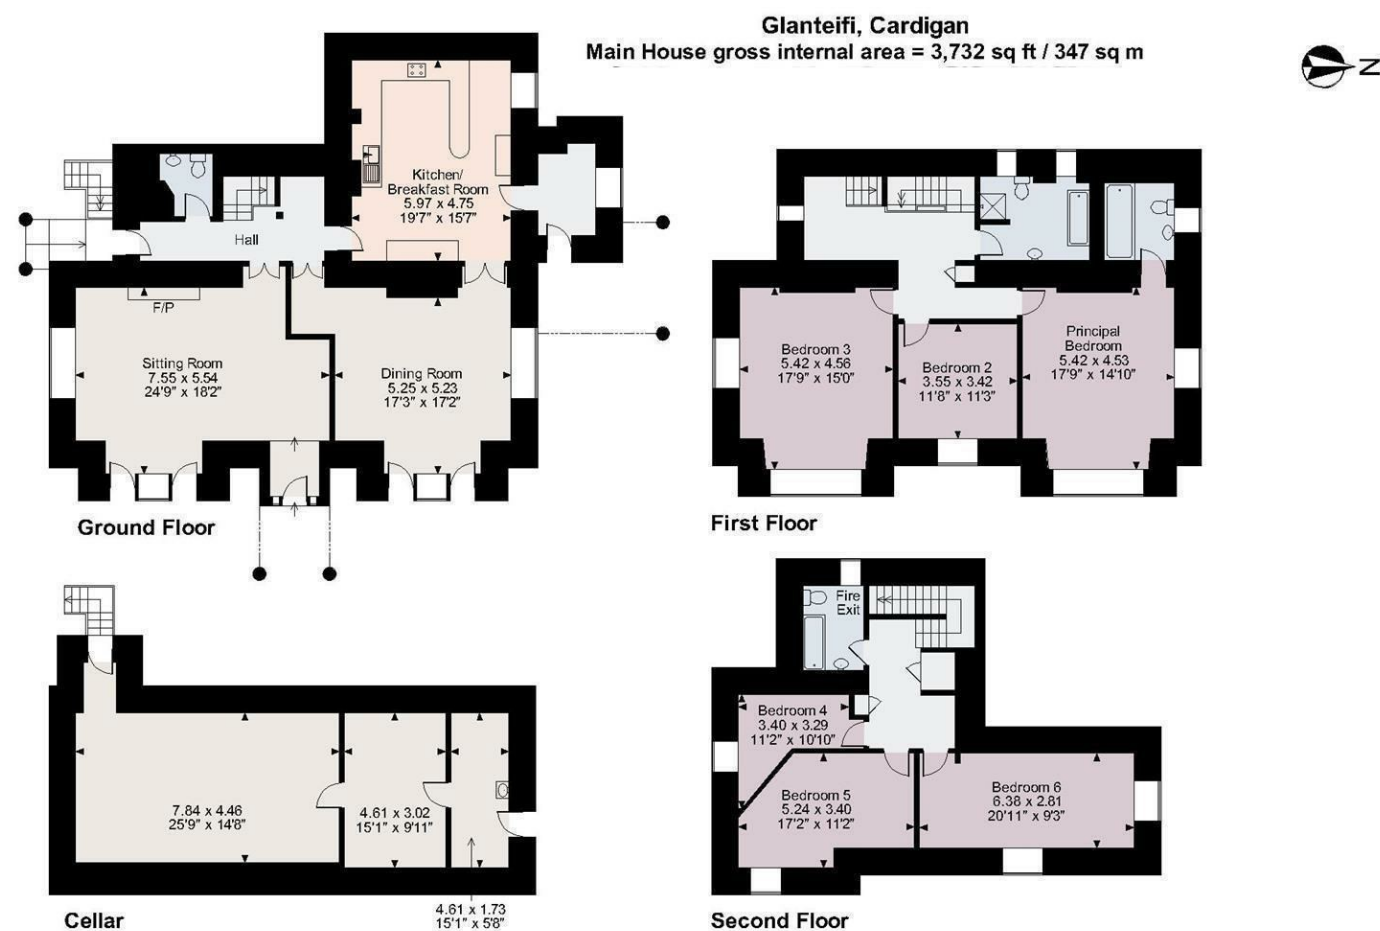 Glanteifi, Cardigan
Main House gross internal area = 3,732 sq ft / 347 sq m
N
Kitchen/
Breakfast Room
5.97 x 4.75
19'7" x 15'7"
Hall
F/P
Sitting Room
7.55 x 5.54
24'9" x 18'2"
Dining Room
5.25 x 5.23
17'3" x 17'2"
Ground Floor
Bedroom 3
5.42 x 4.56
17'9" x 15'0"
Bedroom 2
3.55 x 3.42
11'8" x 11'3"
Principal
Bedroom
5.42 x 4.53
17'9" x 14'10"
First Floor
7.84 x 4.46
25'9" x 14'8"
4.61 x 3.02
15'1" x 9'11"
4.61 x 1.73
15'1" x 5'8"
Cellar
Fire
Exit
Bedroom 4
3.40 x 3.29
11'2" x 10'10"
Bedroom 5
5.24 x 3.40
17'2" x 11'2"
Bedroom 6
6.38 x 2.81
20'11" x 9'3"
Second Floor